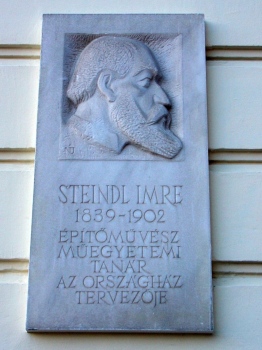 STEINDL IMRE
1839-1902
ÉPÍTŐMŰVÉSZ
MŰEGYETEMI
TANÁR
AZ ORSZÁGHÁZ
TERVEZŐJE